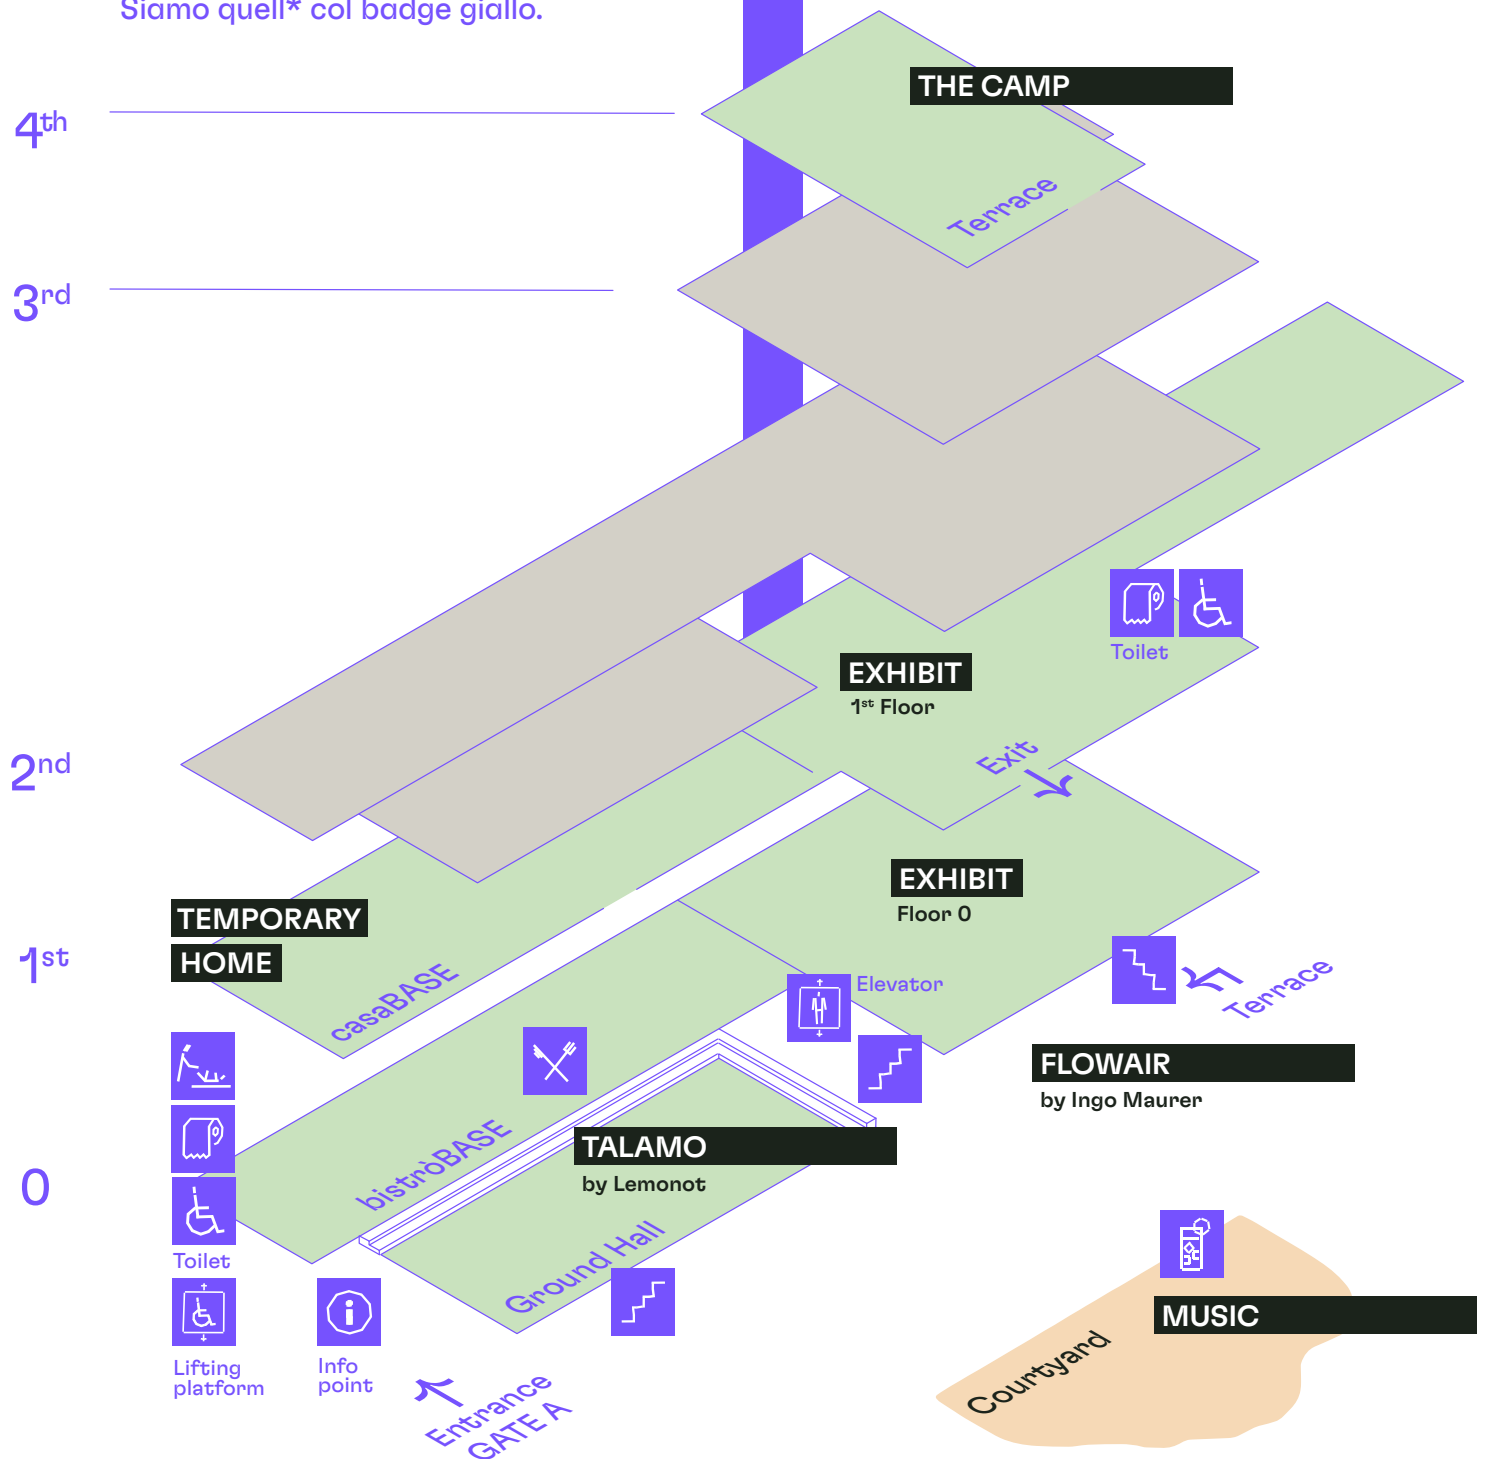 Siamo quell* col badge giallo.
THE CAMP
4th
Terrace
3rd
Toilet
EXHIBIT
1st Floor
Exit
2nd
EXHIBIT
Floor 0
TEMPORARY
HOME
1st
casaBASE
Elevator
Terrace
FLOWAIR
by Ingo Maurer
bistròBASE
TALAMO
by Lemonot
0
Toilet
Ground Hall
MUSIC
Courtyard
Lifting
platform
Info
point
Entrance
GATE A